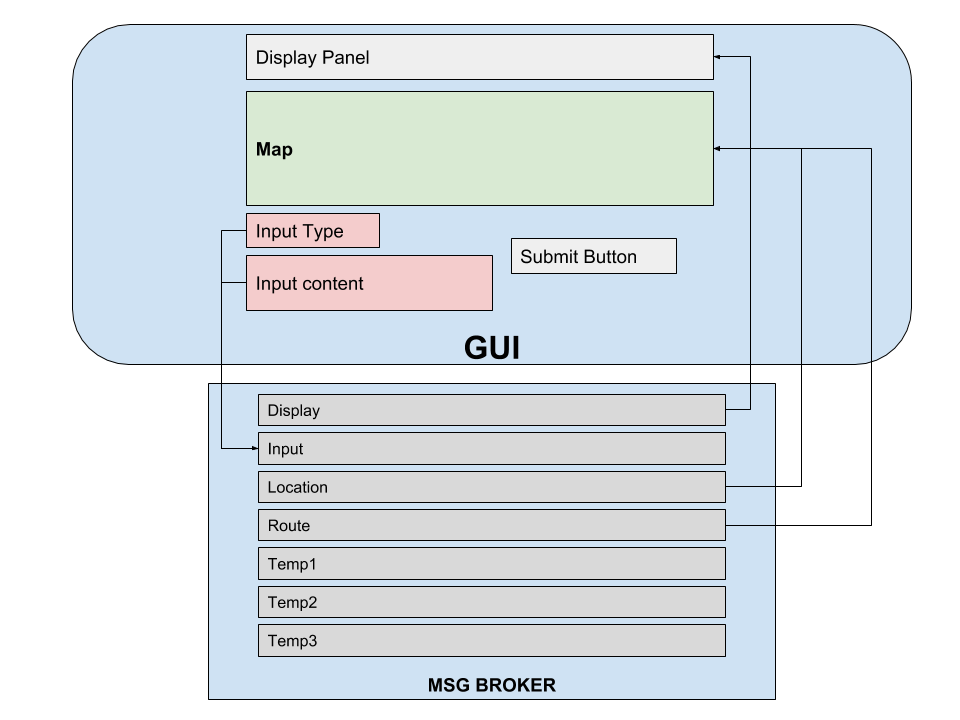 Display Panel
Map
Input Type
Submit Button
Input content
GUI
Display
Input
Location
Route
Temp1
Temp2
Temp3
MSG BROKER